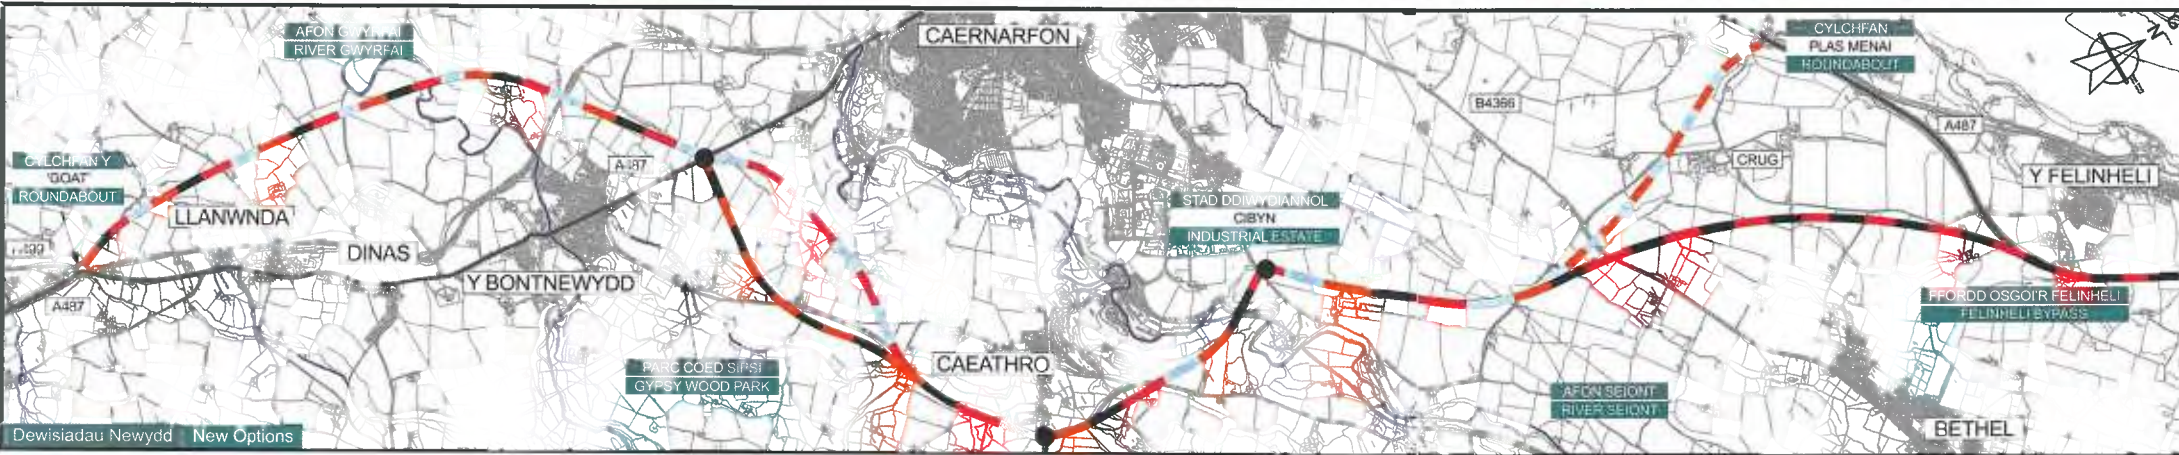 AFON GWYRFAI
RIVER GWYRFAI
CAERNARFON
CYLCHFAN
PLAS MENAI
ROUNDABOUT
B4366
A487
CRUG
Y FELINHELI
CYLCHFAN Y
'GOAT'
ROUNDABOUT
A487
LLANWNDA
DINAS
Y BONTNEWYDD
A499
A487
STAD DDIWYDIANNOL
CIBYN
INDUSTRIAL ESTATE
FFORDD OSGOI'R FELINHELI
FELINHELI BYPASS
PARC COED SIPSI
GYPSY WOOD PARK
CAEATHRO
AFON SEIONT
RIVER SEIONT
BETHEL
Dewisiadau Newydd New Options